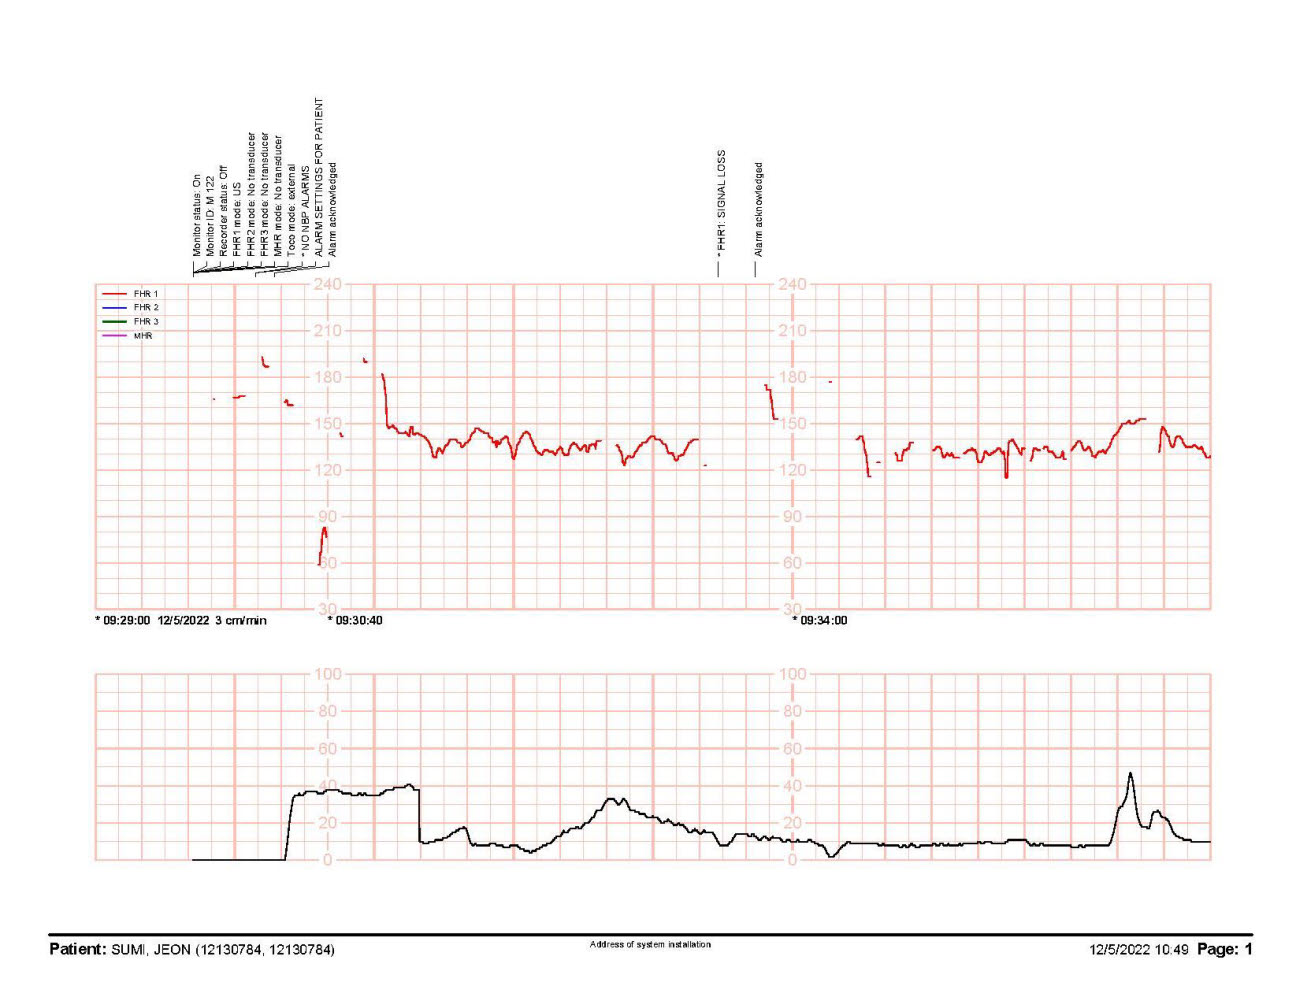 Monitor status: On
Monitor ID: M 122
Recorder status: Off
FHR1 mode: US
FHR2 mode: No transducer
FHR3 mode: No transducer
MHR mode: No transducer
Toco mode: external
* NO NBP ALARMS
ALARM SETTINGS FOR PATIENT
Alarm acknowledged
* FHR1: SIGNAL LOSS
Alarm acknowledged
240 240
FHR 1
FHR 2
FHR 3
MHR
210 210
180 180
150 150
120 120
90 90
60 60
30 30
* 09:29:00 12/5/2022 3 cm/min * 09:30:40 * 09:34:00
100 100
80 80
60 60
40 40
20 20
0 0
Patient: SUMI, JEON (12130784, 12130784) Address of system installation 12/5/2022 10:49 Page: 1